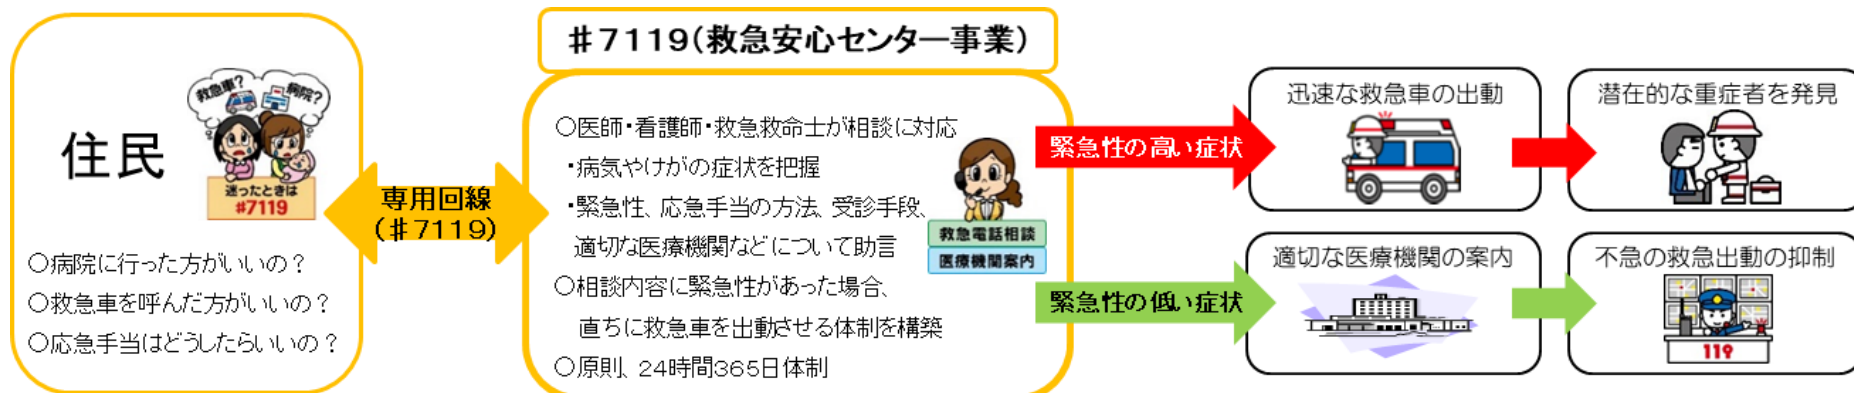 救急車?
病院?
住民
迷ったときは
#7119
○病院に行った方がいいの?
○救急車を呼んだ方がいいの?
○応急手当はどうしたらいいの?
専用回線
(#7119)
#7119(救急安心センター事業)
○医師・看護師・救急救命士が相談に対応
・病気やけがの症状を把握
・緊急性、応急手当の方法、受診手段、
適切な医療機関などについて助言
○相談内容に緊急性があった場合、
直ちに救急車を出動させる体制を構築
○原則、24時間365日体制
救急電話相談
医療機関案内
緊急性の高い症状
迅速な救急車の出動
潜在的な重症者を発見
緊急性の低い症状
適切な医療機関の案内
不急の救急出動の抑制
119